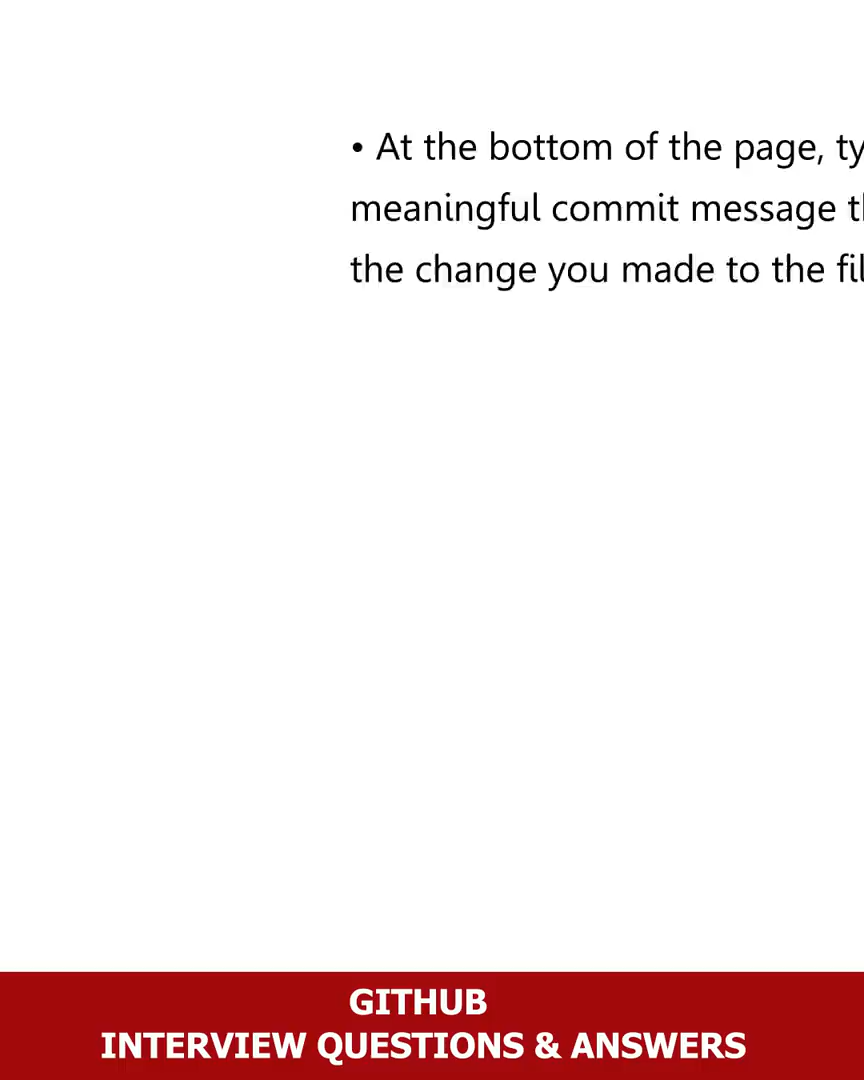 • At the bottom of the page,
meaningful commit message
the change you made to the
GITHUB
INTERVIEW QUESTIONS & ANSWERS